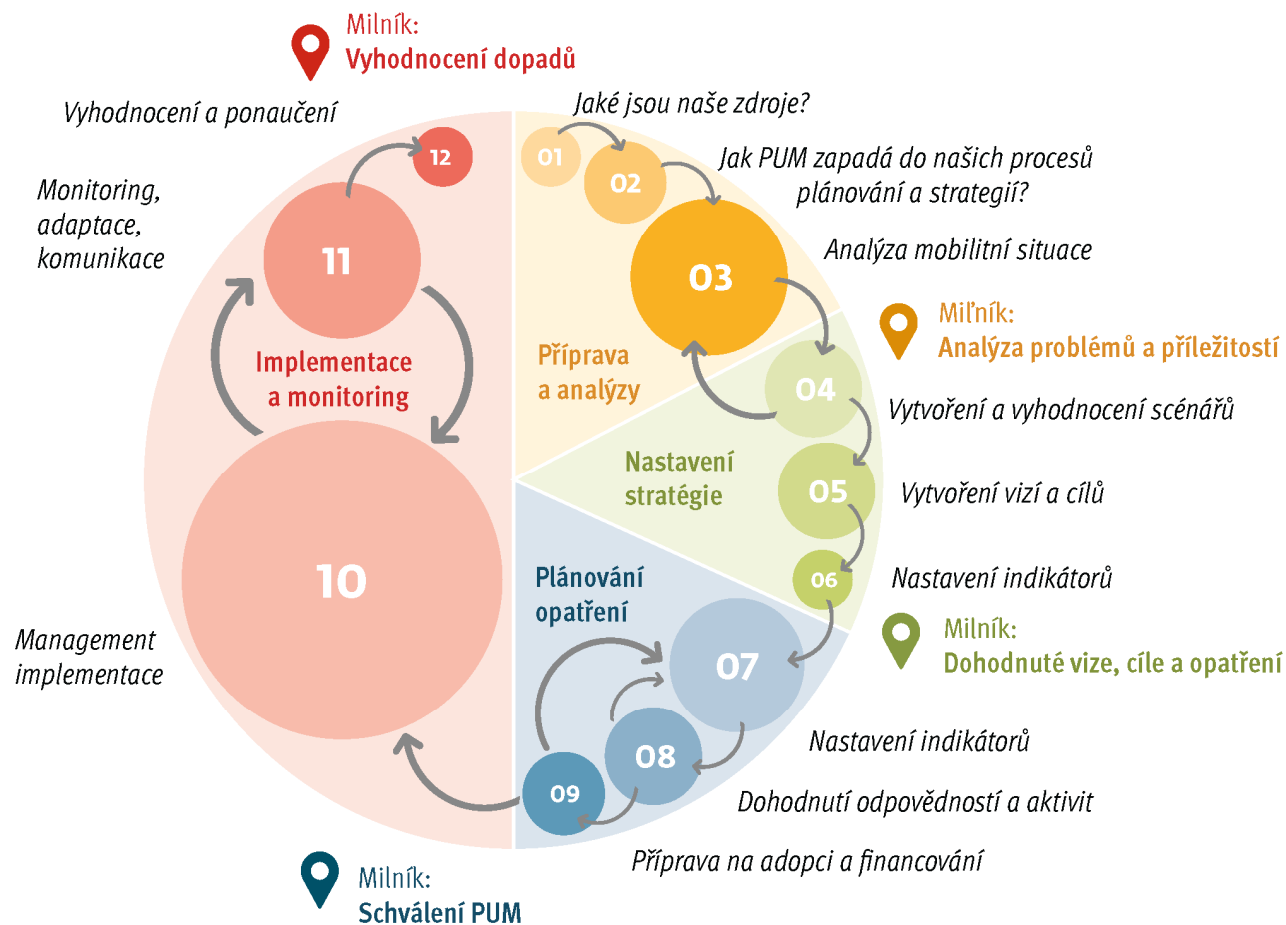 Milník:
Vyhodnocení dopadů
Vyhodnocení a ponaučení
Jaké jsou naše zdroje?
12
01
02
Jak PUM zapadá do našich procesů
plánování a strategií?
Monitoring,
adaptace,
komunikace
11
03
Analýza mobilitní situace
Miľník:
Analýza problémů a příležitostí
Implementace
a monitoring
Příprava
a analýzy
04
Vytvoření a vyhodnocení scénářů
Nastavení
stratégie
05
Vytvoření vizí a cílů
10
Plánování
opatření
06
Nastavení indikátorů
Milník:
Dohodnuté vize, cíle a opatření
Management
implementace
07
Nastavení indikátorů
08
09
Dohodnutí odpovědností a aktivit
Příprava na adopci a financování
Milník:
Schválení PUM